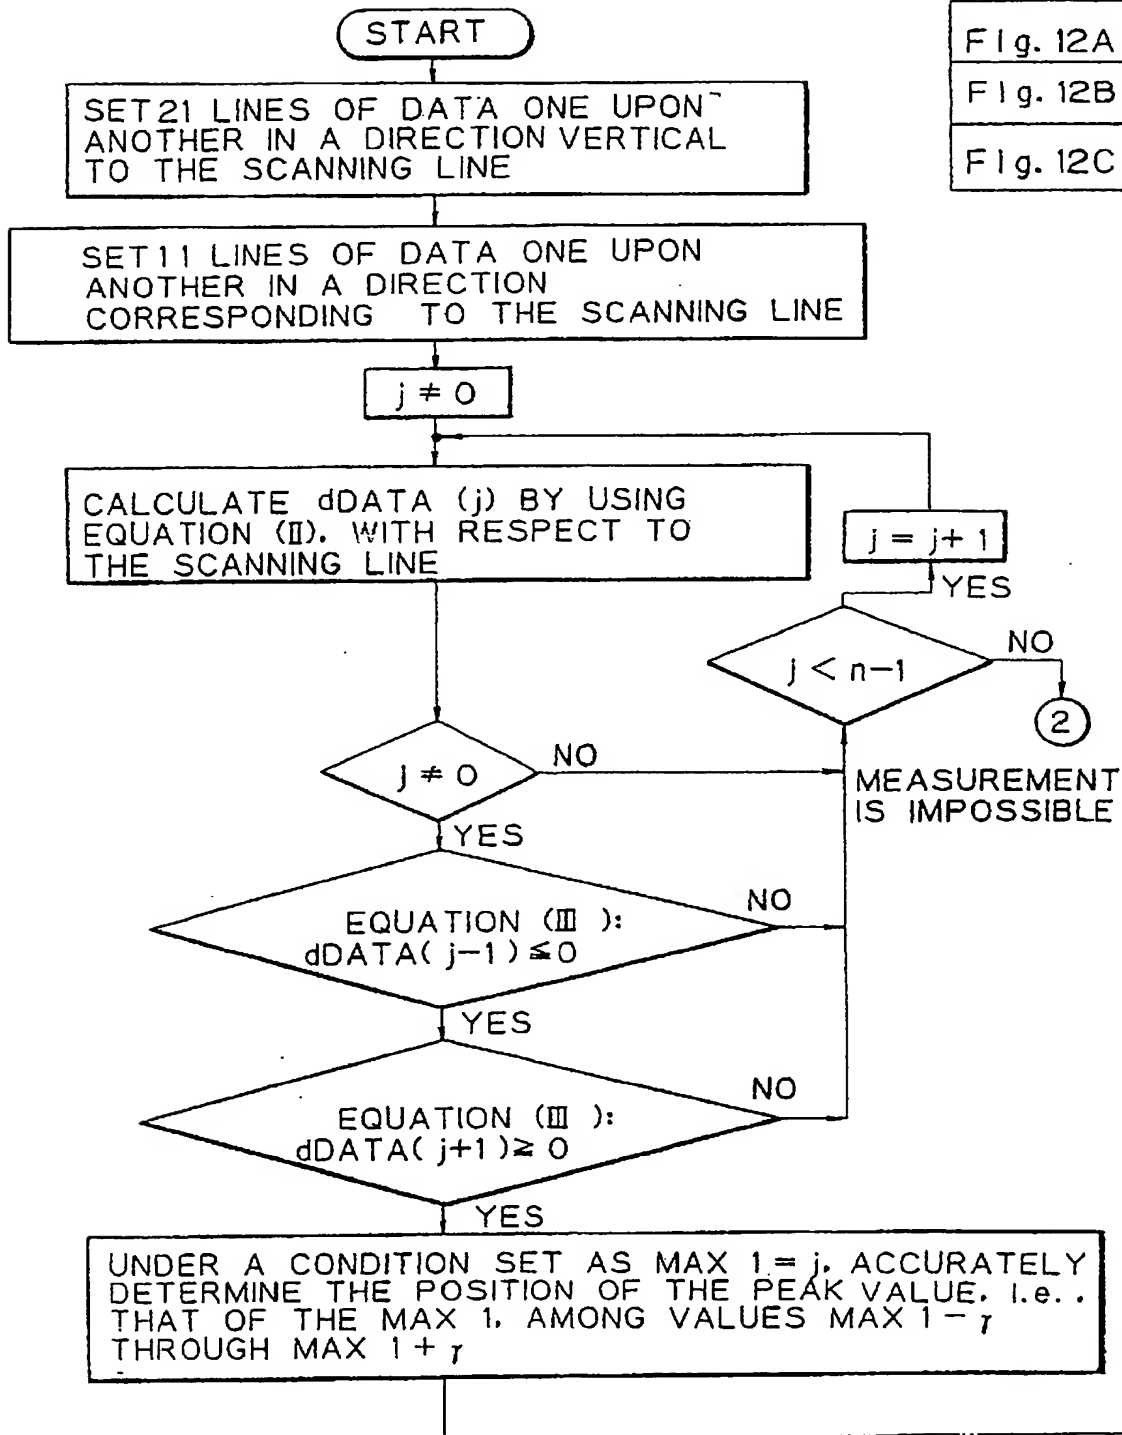 START
FIg. 12A
FIg. 12B
FIg. 12C
SET 21 LINES OF DATA ONE UPON
ANOTHER IN A DIRECTION VERTICAL
TO THE SCANNING LINE
SET 11 LINES OF DATA ONE UPON
ANOTHER IN A DIRECTION
CORRESPONDING TO THE SCANNING LINE
j ≠ 0
CALCULATE dDATA (j) BY USING
EQUATION (II). WITH RESPECT TO
THE SCANNING LINE
j = j + 1
YES
j < n-1
NO
2
j ≠ 0
NO
MEASUREMENT
IS IMPOSSIBLE
YES
EQUATION (III ):
dDATA( j-1 ) ≦ 0
NO
YES
EQUATION (III ):
dDATA( j+1 ) ≧ 0
NO
YES
UNDER A CONDITION SET AS MAX 1 = j. ACCURATELY
DETERMINE THE POSITION OF THE PEAK VALUE. I.e. .
THAT OF THE MAX 1. AMONG VALUES MAX 1 - γ
THROUGH MAX 1 + γ